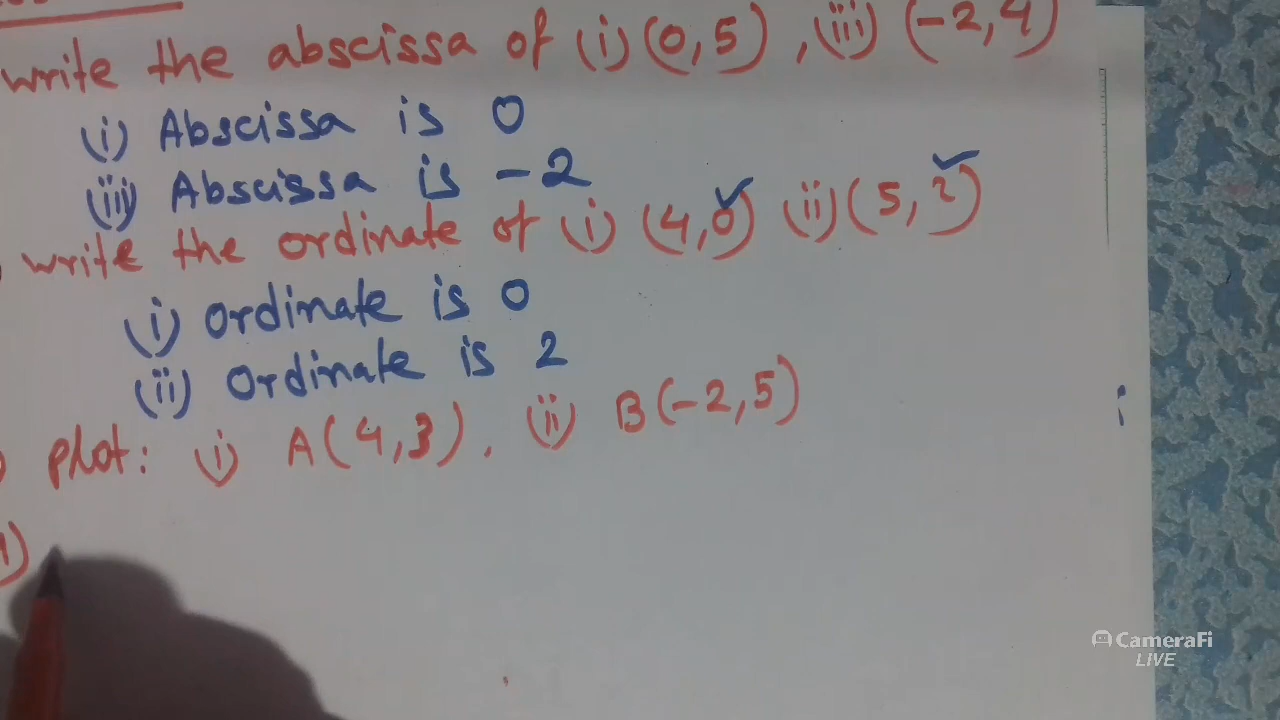 write the abscissa of (i) (0,5), (iii) (-2,4)
(i) Abscissa is 0
(iii) Abscissa is -2
write the ordinate of (i) (4,0) (ii) (5,2)
(i) ordinate is 0
(ii) ordinate is 2
plot: (i) A(4,3), (ii) B(-2,5)
CameraFi
LIVE